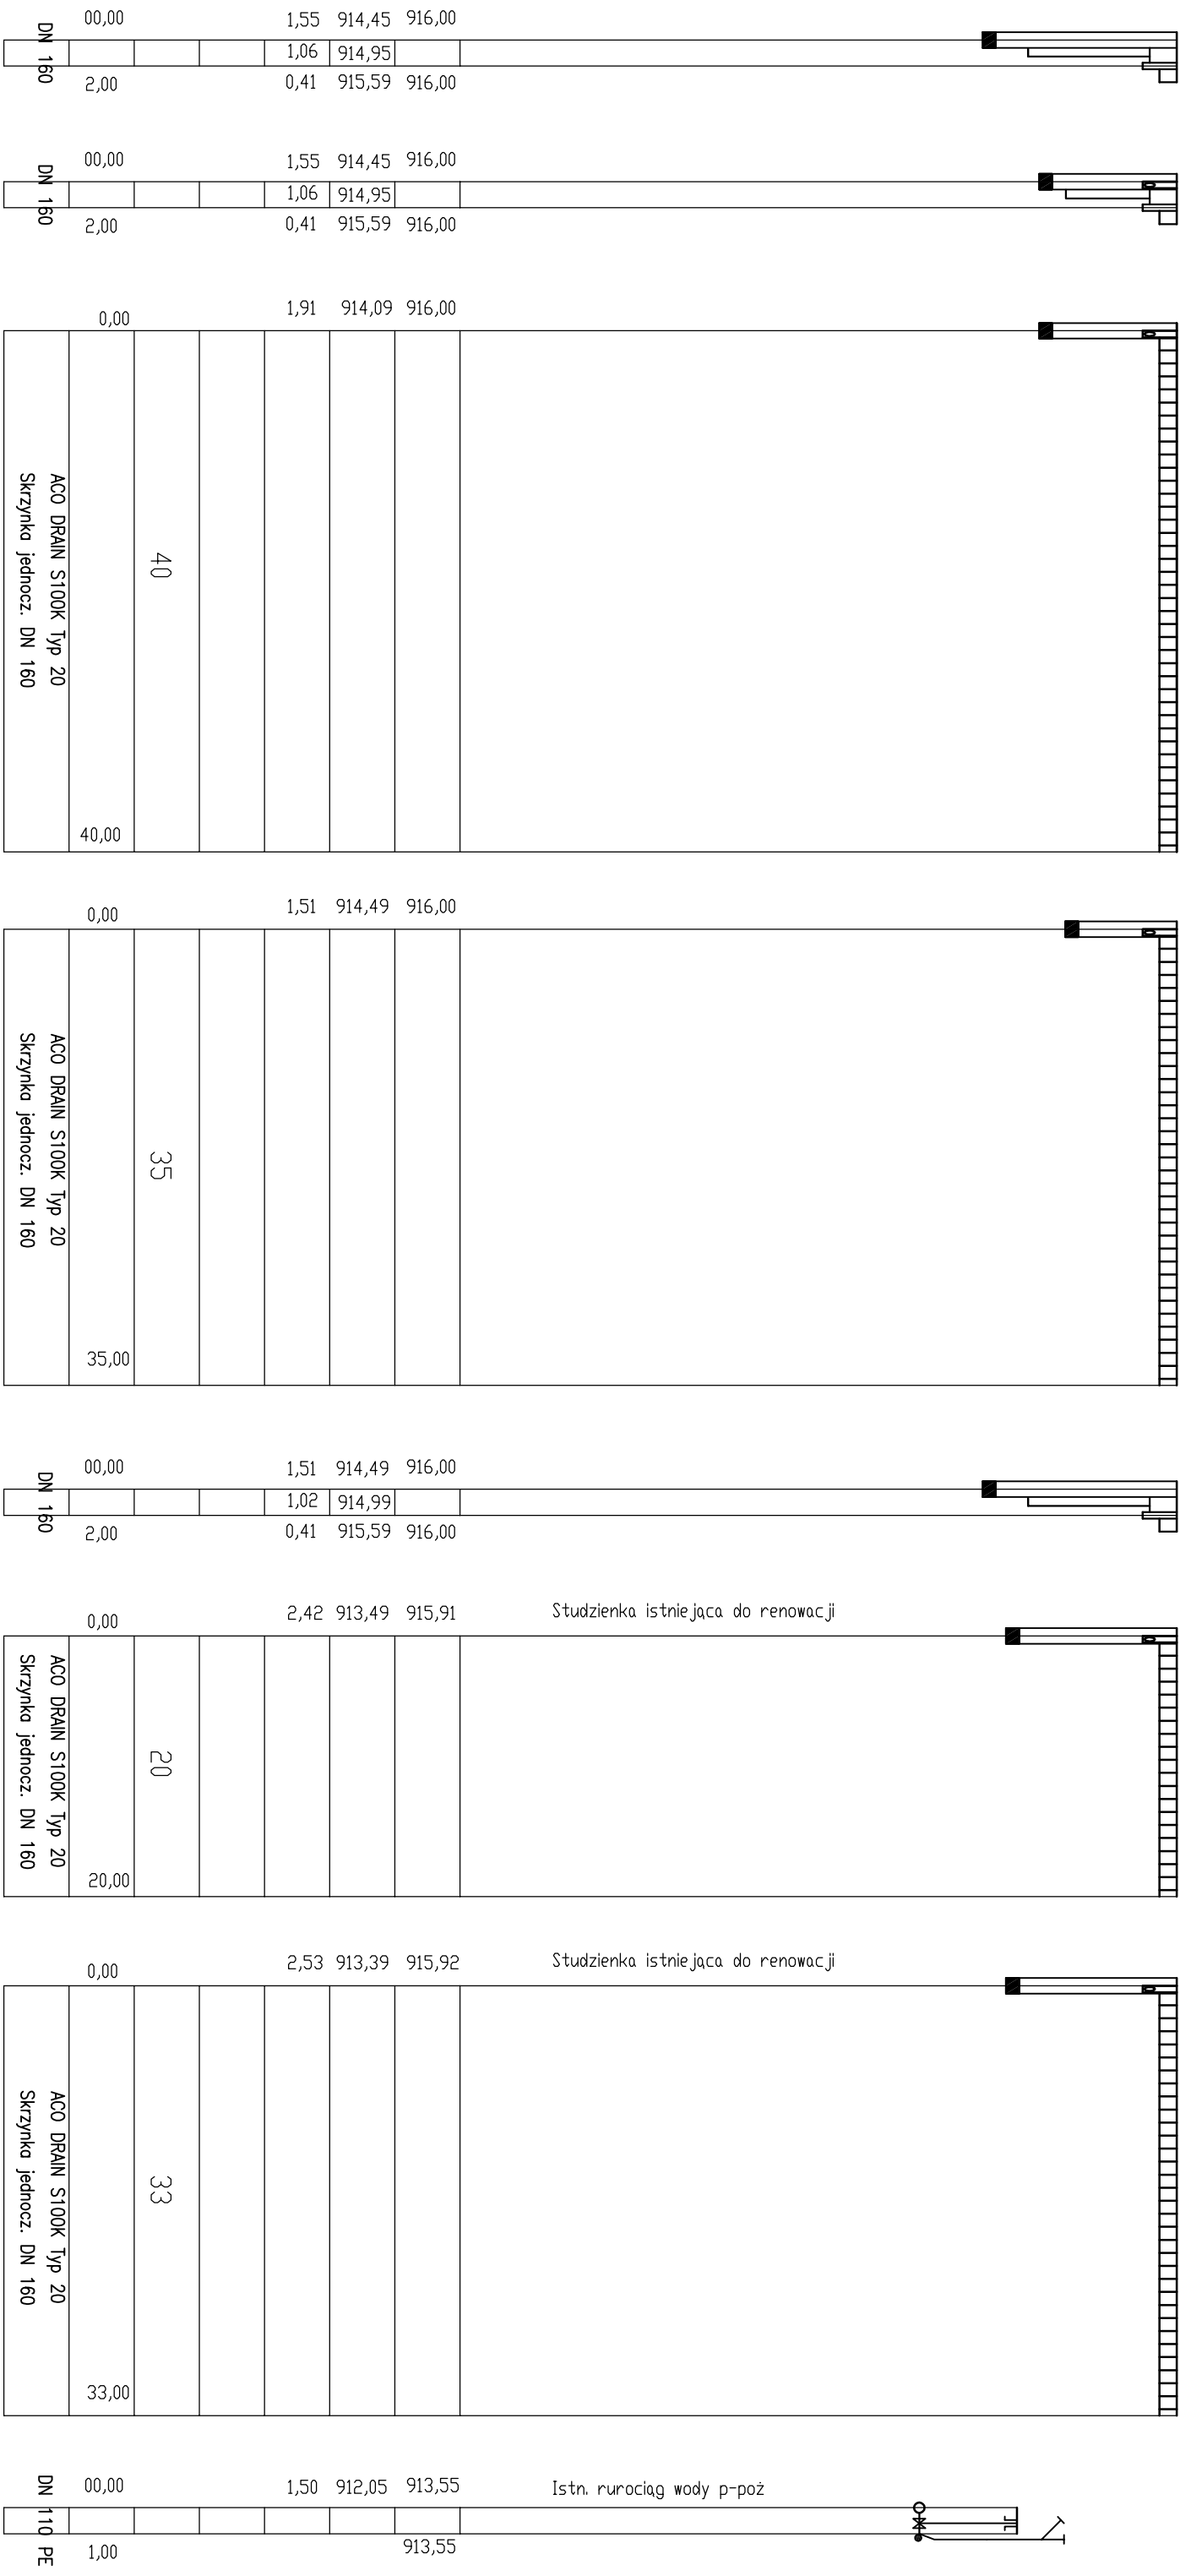 00,00 1,55 914,45 916,00
DN 160
1,06 914,95
2,00 0,41 915,59 916,00
00,00 1,55 914,45 916,00
DN 160
1,06 914,95
2,00 0,41 915,59 916,00
0,00 1,91 914,09 916,00
ACO DRAIN S100K Typ 20
Skrzynka jednocz. DN 160
40
40,00
0,00 1,51 914,49 916,00
ACO DRAIN S100K Typ 20
Skrzynka jednocz. DN 160
35
35,00
00,00 1,51 914,49 916,00
DN 160
1,02 914,99
2,00 0,41 915,59 916,00
0,00 2,42 913,49 915,91 Studzienka istniejąca do renowacji
ACO DRAIN S100K Typ 20
Skrzynka jednocz. DN 160
20
20,00
0,00 2,53 913,39 915,92 Studzienka istniejąca do renowacji
ACO DRAIN S100K Typ 20
Skrzynka jednocz. DN 160
33
33,00
00,00 1,50 912,05 913,55 Istn. rurociąg wody p-poż
DN 110 PE
1,00 913,55